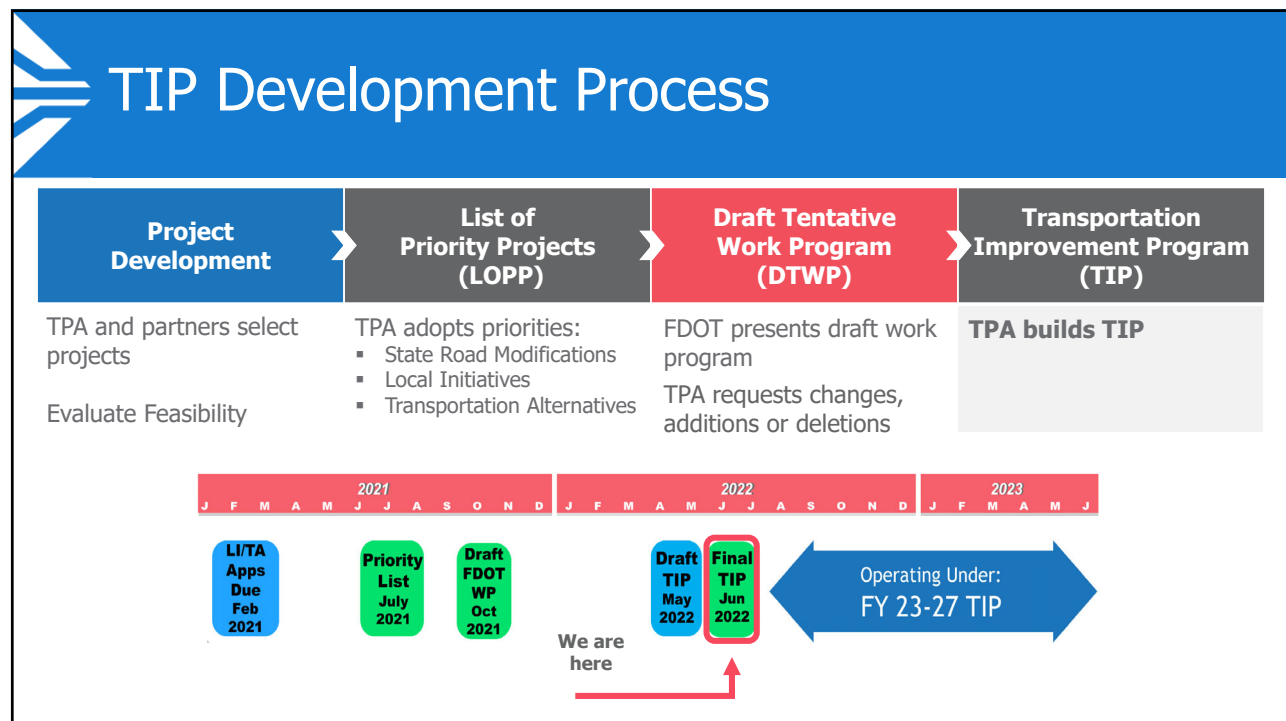 TIP Development Process
Project
Development
List of
Priority Projects
(LOPP)
Draft Tentative
Work Program
(DTWP)
Transportation
Improvement Program
(TIP)
TPA and partners select
projects
Evaluate Feasibility
TPA adopts priorities:
▪ State Road Modifications
▪ Local Initiatives
▪ Transportation Alternatives
FDOT presents draft work
program
TPA requests changes,
additions or deletions
TPA builds TIP
2021
J F M A M J J A S O N D
2022
J F M A M J J A S O N D
2023
J F M A M J
LI/TA
Apps
Due
Feb
2021
Priority
List
July
2021
Draft
FDOT
WP
Oct
2021
Draft
TIP
May
2022
Final
TIP
Jun
2022
Operating Under:
FY 23-27 TIP
We are
here